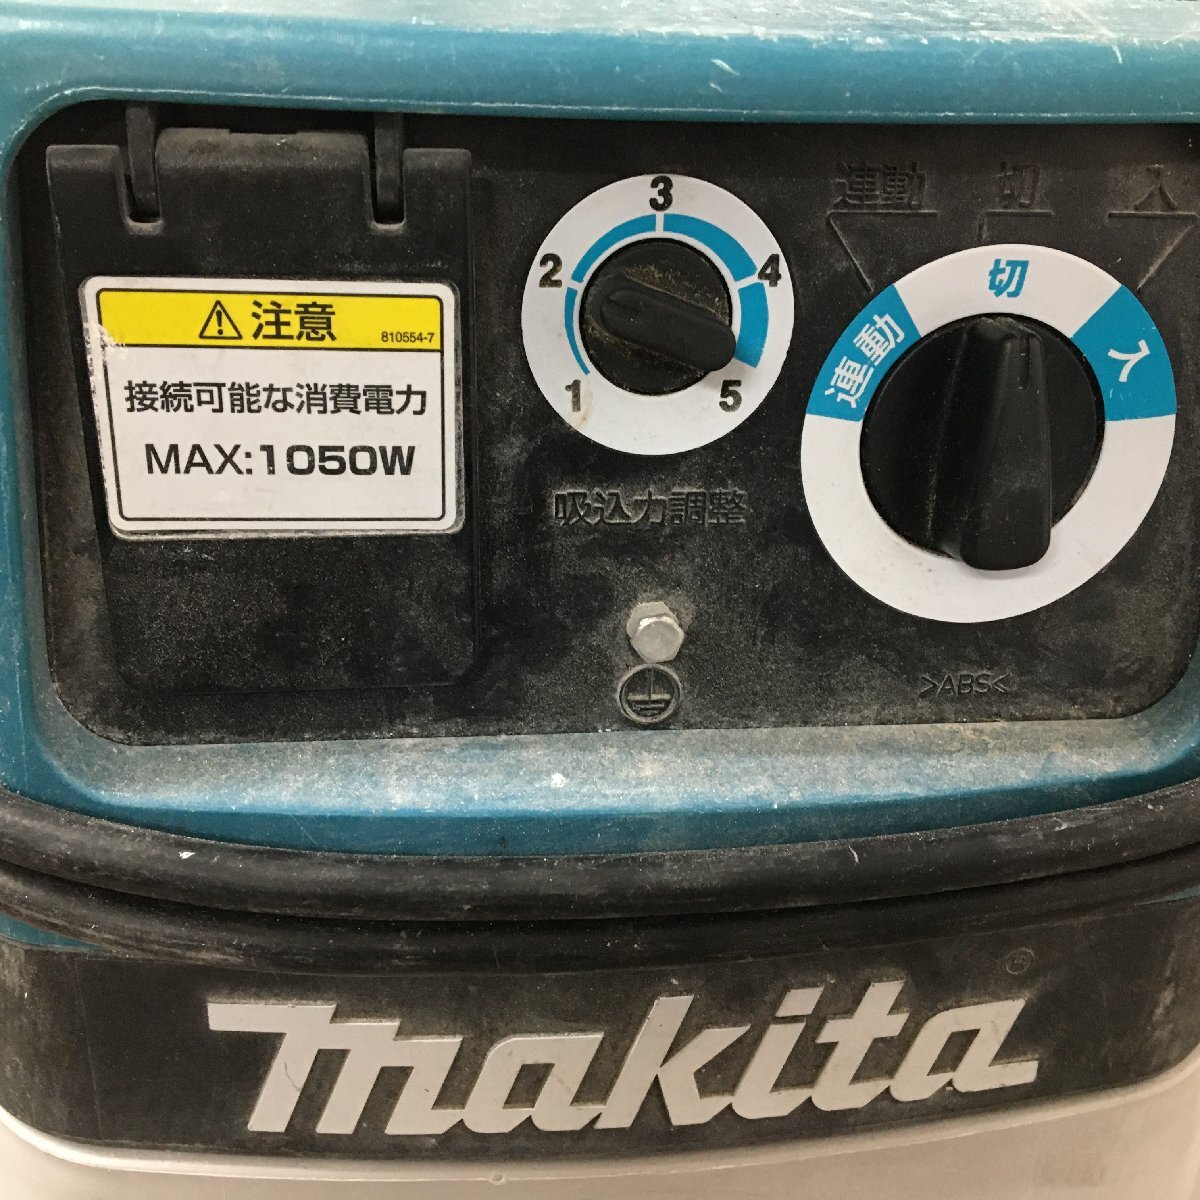 注意
810554-7
接続可能な消費電力
MAX:1050W
1
2
3
4
5
吸込力調整
連動 切 入
連動 切 入
>ABS<
makita®